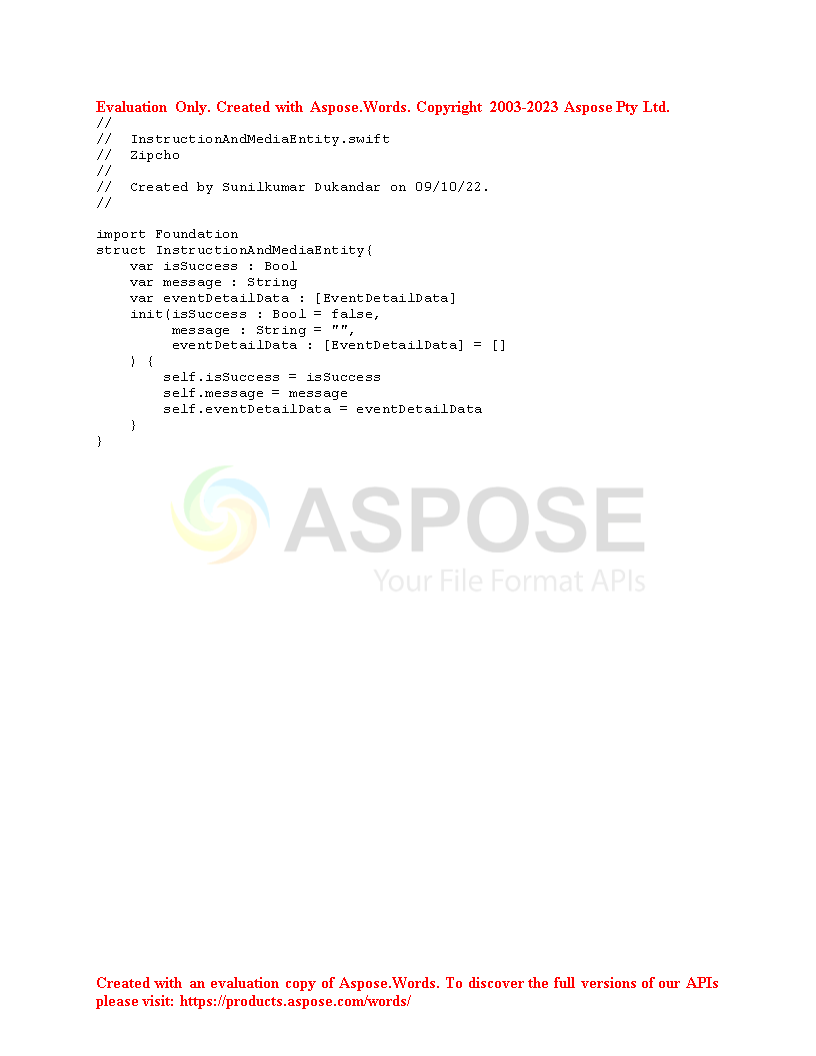 Evaluation Only. Created with Aspose.Words. Copyright 2003-2023 Aspose Pty Ltd.
//
//  InstructionAndMediaEntity.swift
//  Zipcho
//
//  Created by Sunilkumar Dukandar on 09/10/22.
//
import Foundation
struct InstructionAndMediaEntity{
    var isSuccess : Bool
    var message : String
    var eventDetailData : [EventDetailData]
    init(isSuccess : Bool = false,
         message : String = "",
         eventDetailData : [EventDetailData] = []
    ) {
        self.isSuccess = isSuccess
        self.message = message
        self.eventDetailData = eventDetailData
    }
}
ASPOSE
Your File Format APIs
Created with an evaluation copy of Aspose.Words. To discover the full versions of our APIs
please visit: https://products.aspose.com/words/